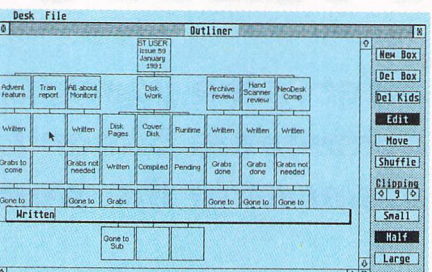 Desk File
Outliner
ST USER
Issue 59
January
1991
Advent feature
Train report
All about Monitors
Disk Work
Archive review
Hand Scanner review
NeoDesk Comp
Written
Written
Disk Pages
Cover Disk
Runtime
Written
Written
Written
Grabs to come
Grabs not needed
Written
Compiled
Pending
Grabs done
Grabs done
Grabs done
Gone to
Gone to
Grabs
Gone to
Gone to
Gone to
Written
Gone to Sub
New Box
Del Box
Del Kids
Edit
Move
Shuffle
Clipping
9
Small
Half
Large